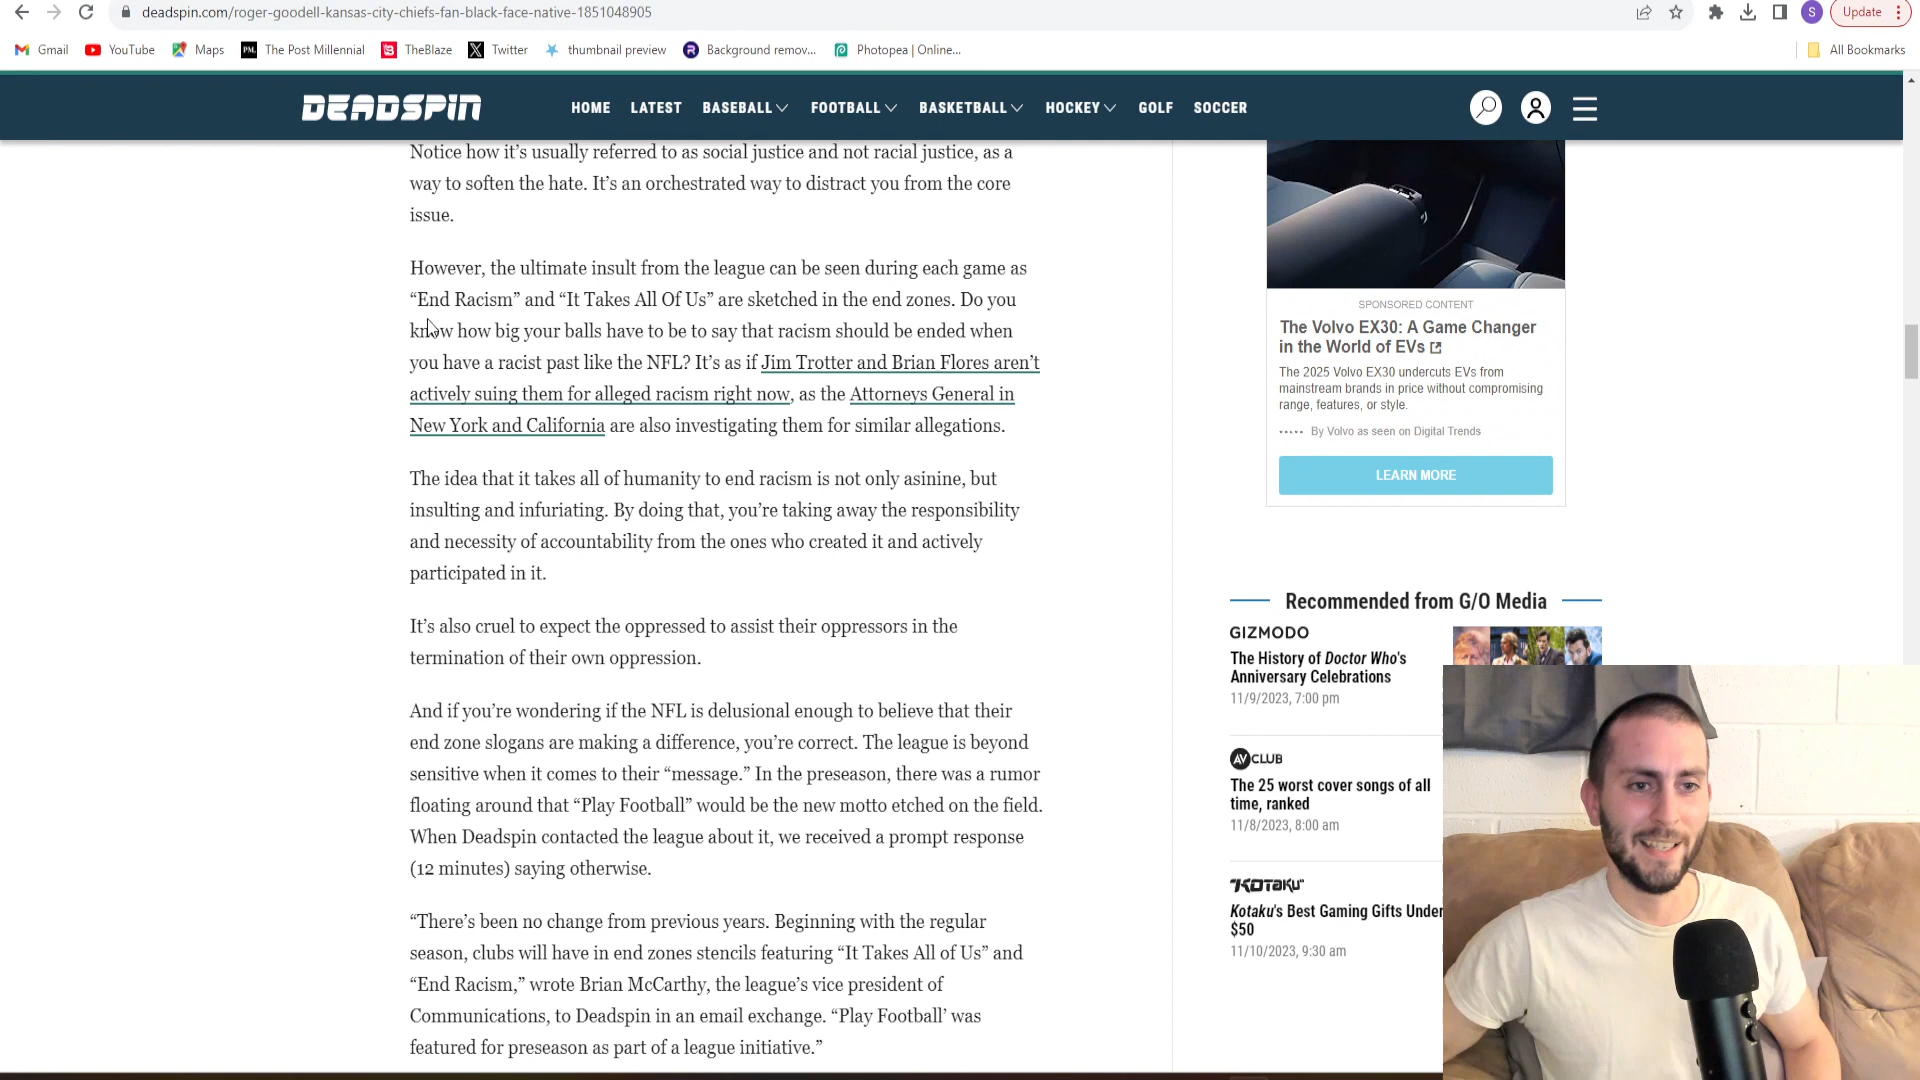 deadspin.com/roger-goodell-kansas-city-chiefs-fan-black-face-native-1851048905
S
Update
Gmail
YouTube
Maps
PM.
The Post Millennial
TheBlaze
Twitter
thumbnail preview
Background remov...
Photopea | Online...
All Bookmarks
DEADSPIN
HOME
LATEST
BASEBALL
FOOTBALL
BASKETBALL
HOCKEY
GOLF
SOCCER
Notice how it’s usually referred to as social justice and not racial justice, as a
way to soften the hate. It’s an orchestrated way to distract you from the core
issue.
However, the ultimate insult from the league can be seen during each game as
“End Racism” and “It Takes All Of Us” are sketched in the end zones. Do you
know how big your balls have to be to say that racism should be ended when
you have a racist past like the NFL? It’s as if Jim Trotter and Brian Flores aren’t
actively suing them for alleged racism right now, as the Attorneys General in
New York and California are also investigating them for similar allegations.
The idea that it takes all of humanity to end racism is not only asinine, but
insulting and infuriating. By doing that, you’re taking away the responsibility
and necessity of accountability from the ones who created it and actively
participated in it.
It’s also cruel to expect the oppressed to assist their oppressors in the
termination of their own oppression.
And if you’re wondering if the NFL is delusional enough to believe that their
end zone slogans are making a difference, you’re correct. The league is beyond
sensitive when it comes to their “message.” In the preseason, there was a rumor
floating around that “Play Football” would be the new motto etched on the field.
When Deadspin contacted the league about it, we received a prompt response
(12 minutes) saying otherwise.
“There’s been no change from previous years. Beginning with the regular
season, clubs will have in end zones stencils featuring “It Takes All of Us” and
“End Racism,” wrote Brian McCarthy, the league’s vice president of
Communications, to Deadspin in an email exchange. “Play Football’ was
featured for preseason as part of a league initiative.”
SPONSORED CONTENT
The Volvo EX30: A Game Changer
in the World of EVs
The 2025 Volvo EX30 undercuts EVs from
mainstream brands in price without compromising
range, features, or style.
By Volvo as seen on Digital Trends
LEARN MORE
Recommended from G/O Media
GIZMODO
The History of Doctor Who's
Anniversary Celebrations
11/9/2023, 7:00 pm
AV CLUB
The 25 worst cover songs of all
time, ranked
11/8/2023, 8:00 am
"KOTAKU"
Kotaku's Best Gaming Gifts Under
$50
11/10/2023, 9:30 am